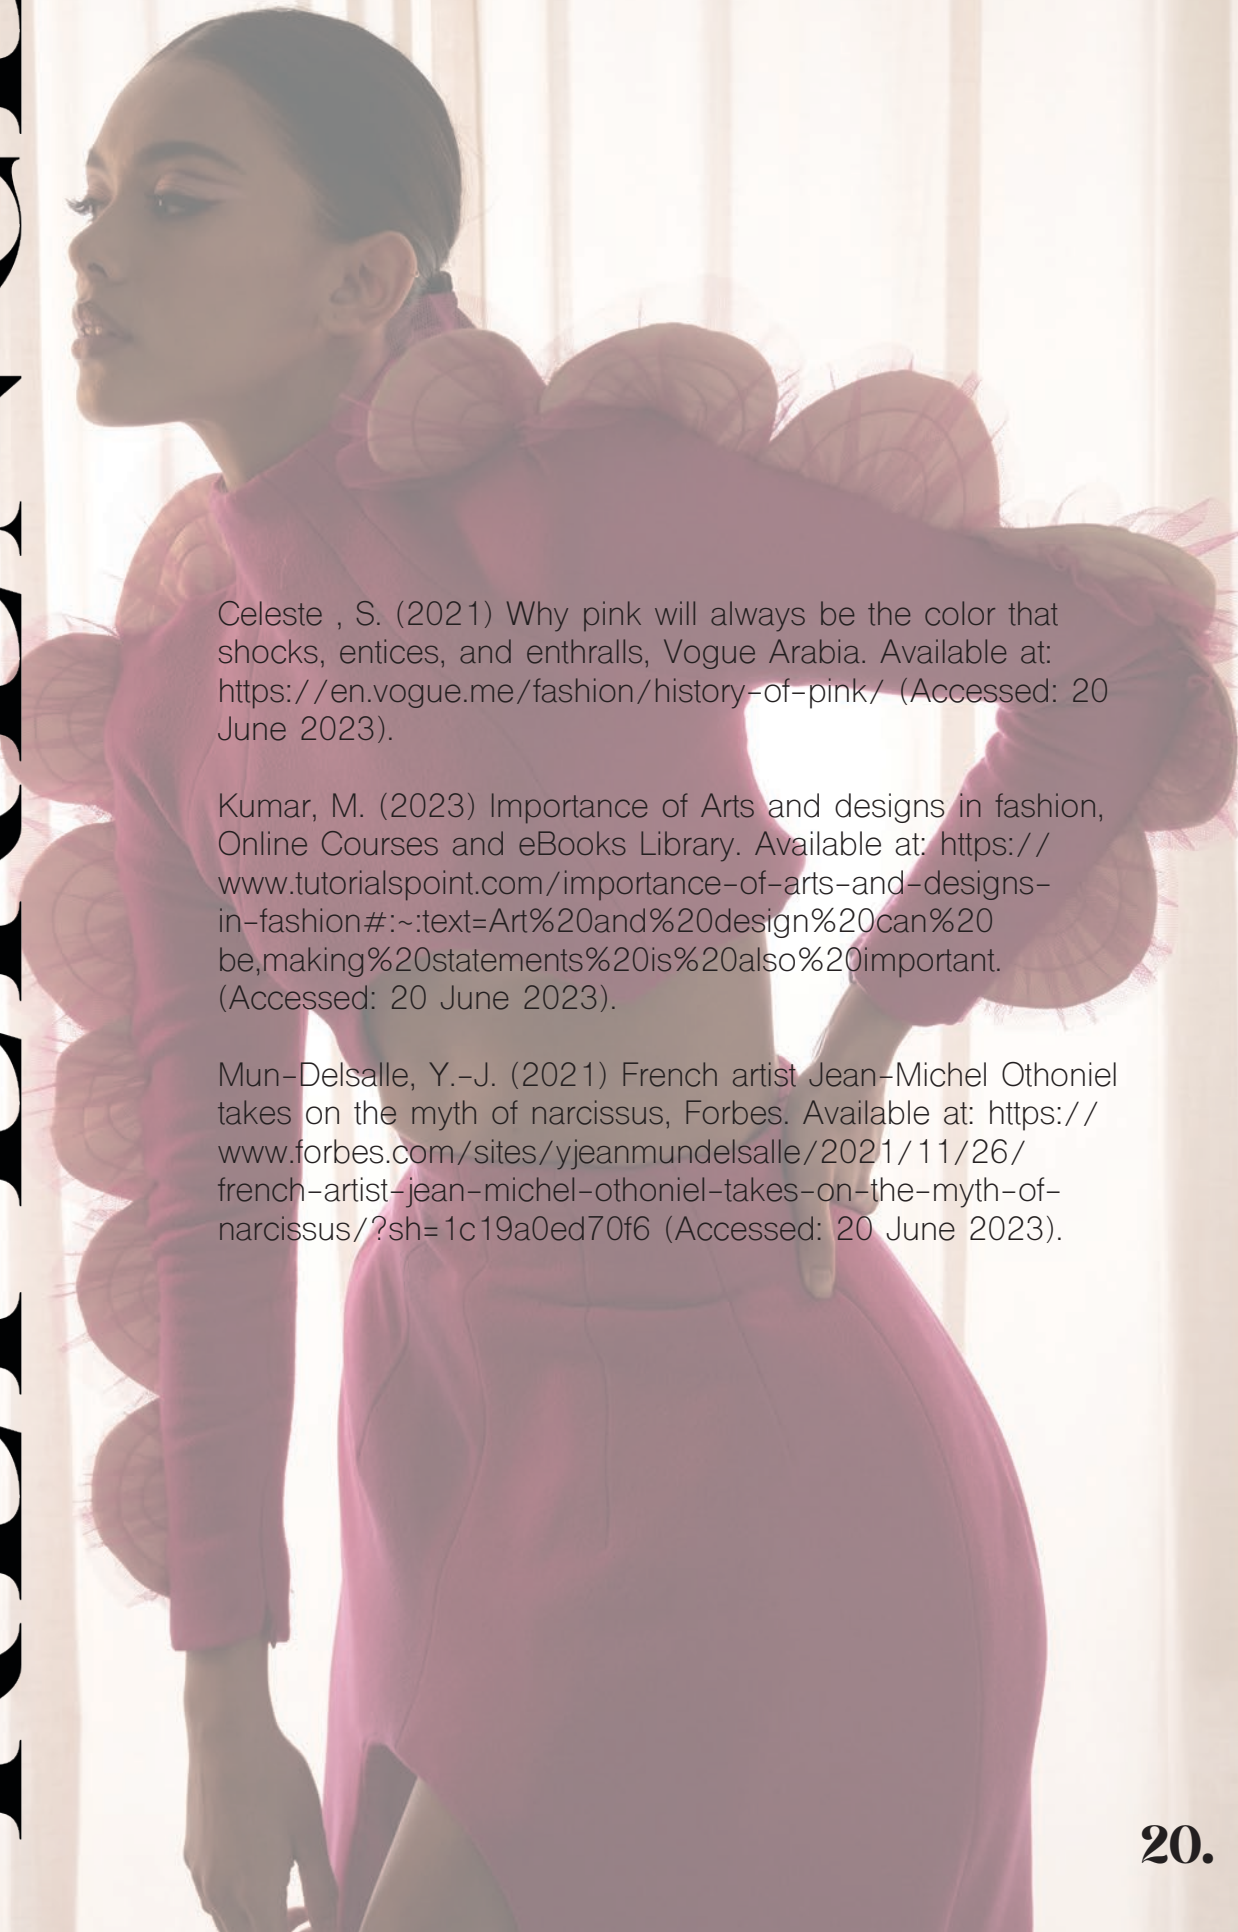 Celeste , S. (2021) Why pink will always be the color that
shocks, entices, and enthralls, Vogue Arabia. Available at:
https://en.vogue.me/fashion/history-of-pink/ (Accessed: 20
June 2023).
Kumar, M. (2023) Importance of Arts and designs in fashion,
Online Courses and eBooks Library. Available at: https://
www.tutorialspoint.com/importance-of-arts-and-designs-
in-fashion#:~:text=Art%20and%20design%20can%20
be,making%20statements%20is%20also%20important.
(Accessed: 20 June 2023).
Mun-Delsalle, Y.-J. (2021) French artist Jean-Michel Othoniel
takes on the myth of narcissus, Forbes. Available at: https://
www.forbes.com/sites/yjeanmundelsalle/2021/11/26/
french-artist-jean-michel-othoniel-takes-on-the-myth-of-
narcissus/?sh=1c19a0ed70f6 (Accessed: 20 June 2023).
20.